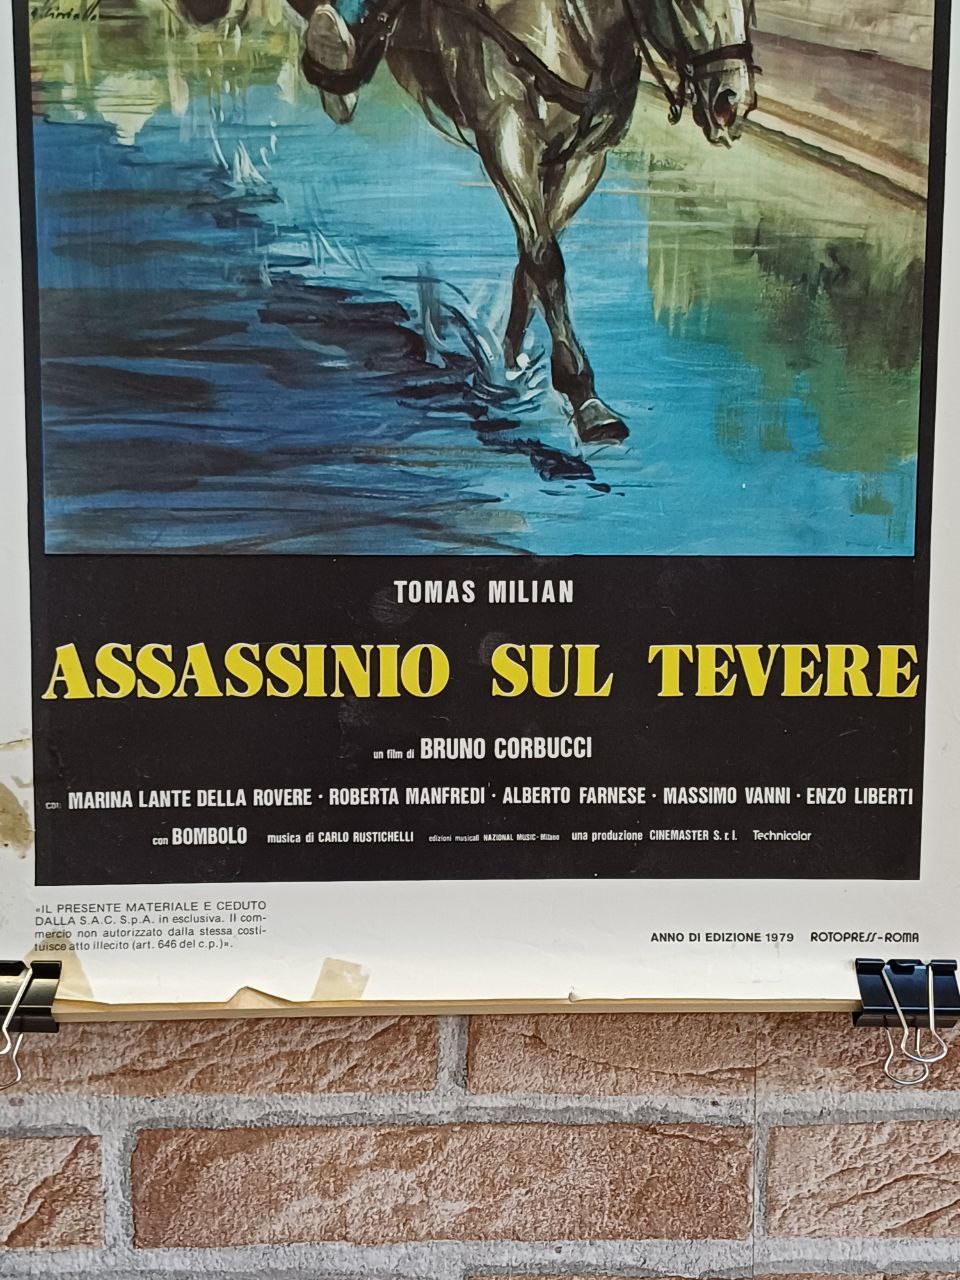 TOMAS MILIAN
ASSASSINIO SUL TEVERE
un film di BRUNO CORBUCCI
con MARINA LANTE DELLA ROVERE · ROBERTA MANFREDI · ALBERTO FARNESE · MASSIMO VANNI · ENZO LIBERTI
con BOMBOLO musica di CARLO RUSTICHELLI edizioni musicali NAZIONAL MUSIC - Milano una produzione CINEMASTER S.r.l. Technicolor
«IL PRESENTE MATERIALE E CEDUTO
DALLA S.A.C. S.p.A. in esclusiva. Il com-
mercio non autorizzato dalla stessa costi-
tuisce atto illecito (art. 646 del c.p.)».
ANNO DI EDIZIONE 1979 ROTOPRESS-ROMA